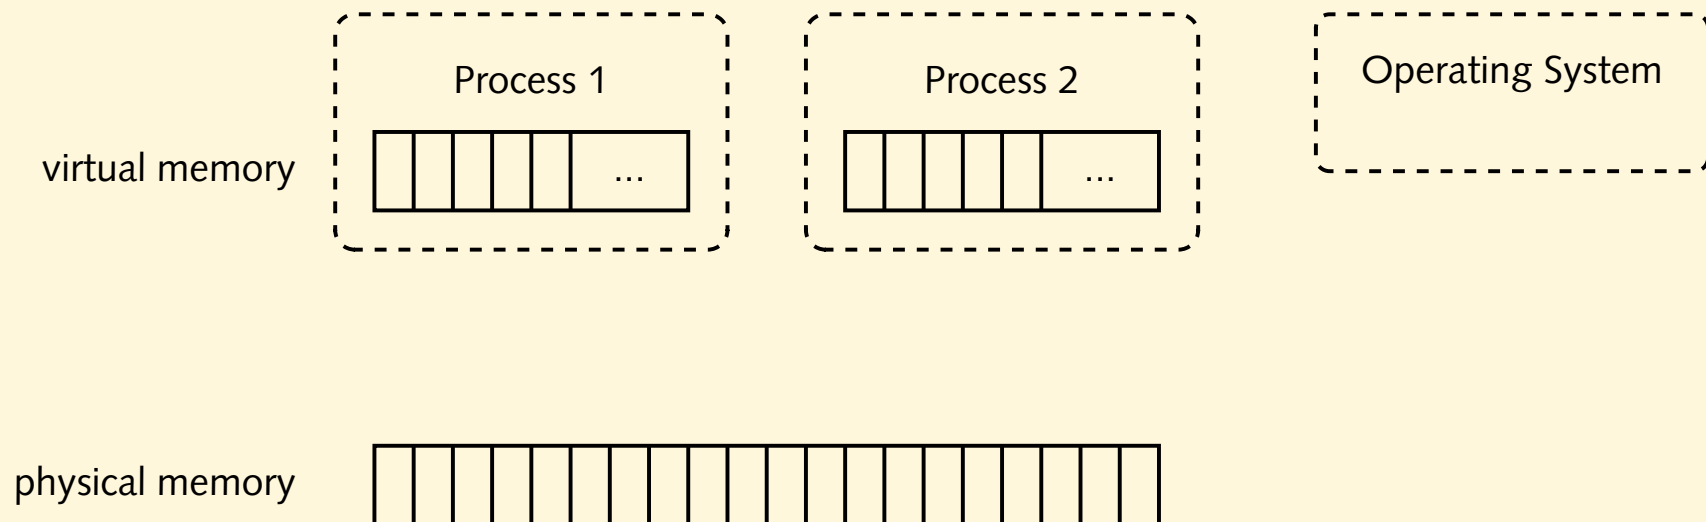 Process 1
Process 2
Operating System
virtual memory
...
...
physical memory